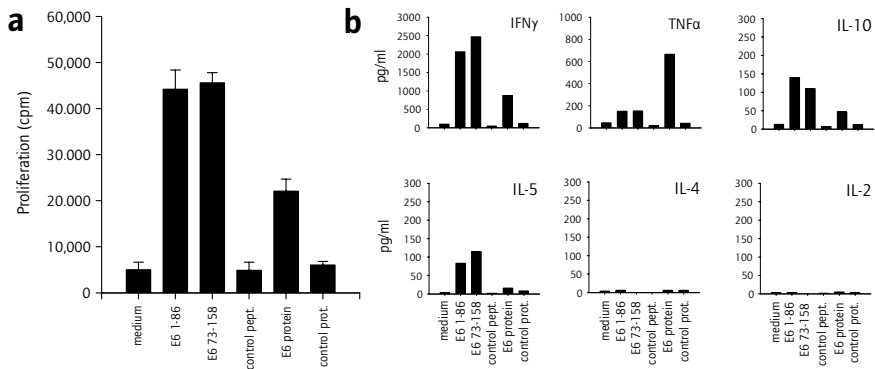 a
60,000
50,000
40,000
30,000
20,000
10,000
0
Proliferation (cpm)
medium
E6 1-86
E6 73-158
control pept.
E6 protein
control prot.
b
IFNγ
3000
2500
2000
1500
1000
500
0
pg/ml
TNFα
1000
800
600
400
200
0
IL-10
300
250
200
150
100
50
0
IL-5
300
250
200
150
100
50
0
pg/ml
medium
E6 1-86
E6 73-158
control pept.
E6 protein
control prot.
IL-4
300
250
200
150
100
50
0
medium
E6 1-86
E6 73-158
control pept.
E6 protein
control prot.
IL-2
300
250
200
150
100
50
0
medium
E6 1-86
E6 73-158
control pept.
E6 protein
control prot.